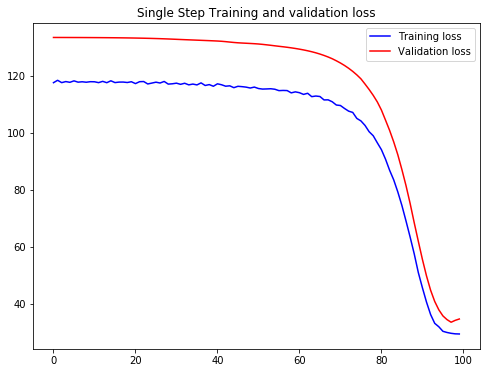 Single Step Training and validation loss
Training loss
Validation loss
120
100
80
60
40
0 20 40 60 80 100